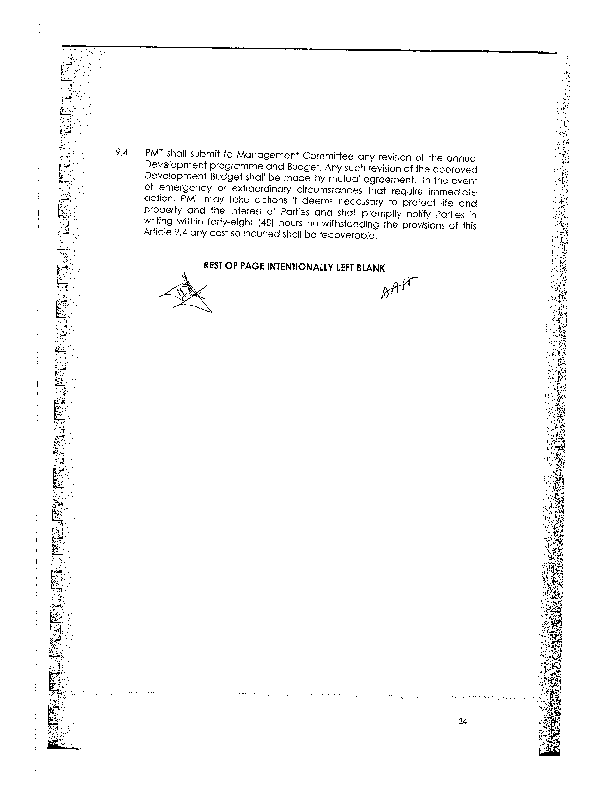 9.4 PMT shall submit to Management Committee any revision of the annual
Development programme and Budget. Any such revision of the approved
Development Budget shall be made by mutual agreement. In the event
of emergency or extraordinary circumstances that require immediate
action, PMT may take actions it deems necessary to protect life and
property and the interest of Parties and shall promptly notify Parties in
writing within forty-eight (48) hours no withstanding the provisions of this
Article 9.4 any cost so incurred shall be recoverable.
REST OF PAGE INTENTIONALLY LEFT BLANK
24